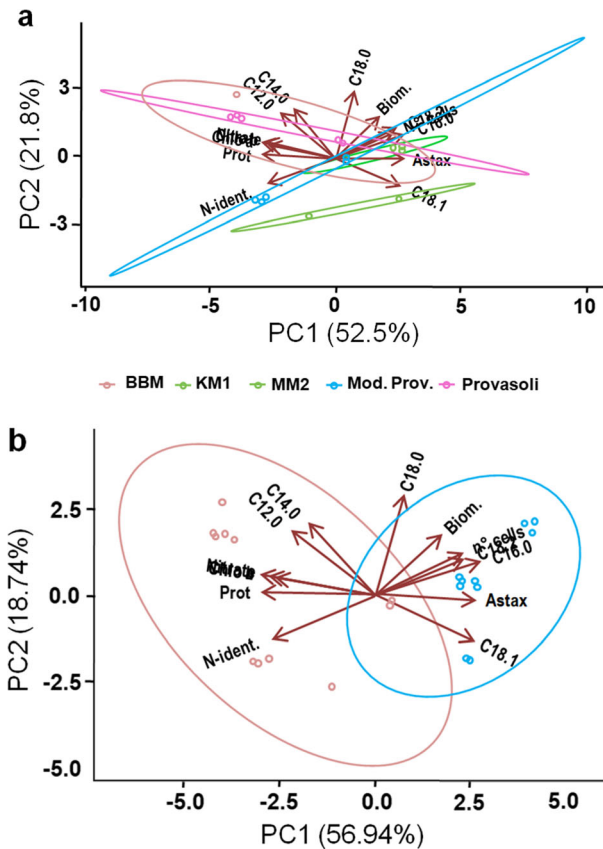 a
PC2 (21.8%)
3
0
-3
C18.0
C14.0
C12.0
Biom.
C16.0
Nitrate
Prot
Astax
N-ident.
C18.1
-10
-5
0
5
10
PC1 (52.5%)
BBM KM1 MM2 Mod. Prov. Provasoli
b
PC2 (18.74%)
2.5
0.0
-2.5
-5.0
C18.0
C14.0
C12.0
Biom.
n° cells
C16.0
Nitrate
Prot
Astax
N-ident.
C18.1
-5.0
-2.5
0.0
2.5
5.0
PC1 (56.94%)